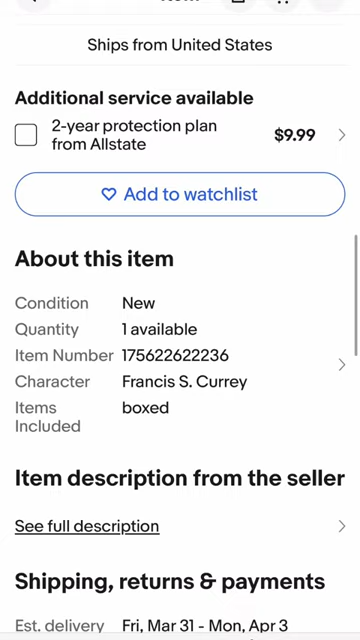 Ships from United States
Additional service available
2-year protection plan
from Allstate
$9.99
Add to watchlist
About this item
Condition New
Quantity 1 available
Item Number 175622622236
Character Francis S. Currey
Items
Included boxed
Item description from the seller
See full description
Shipping, returns & payments
Est. delivery Fri, Mar 31 - Mon, Apr 3